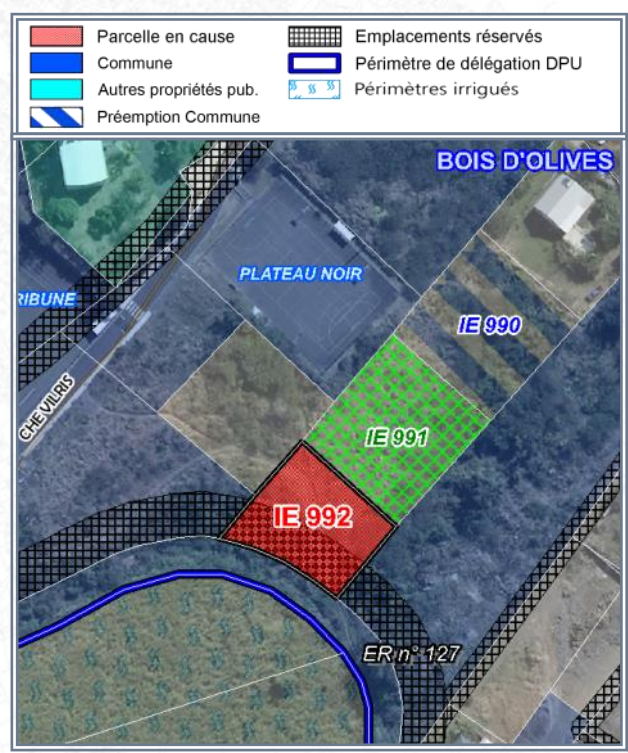 Parcelle en cause
Commune
Autres propriétés pub.
Préemption Commune
Emplacements réservés
Périmètre de délégation DPU
Périmètres irrigués
BOIS D'OLIVES
PLATEAU NOIR
RIBUNE
IE 990
CHE VILRIS
IE 991
IE 992
ER n° 127